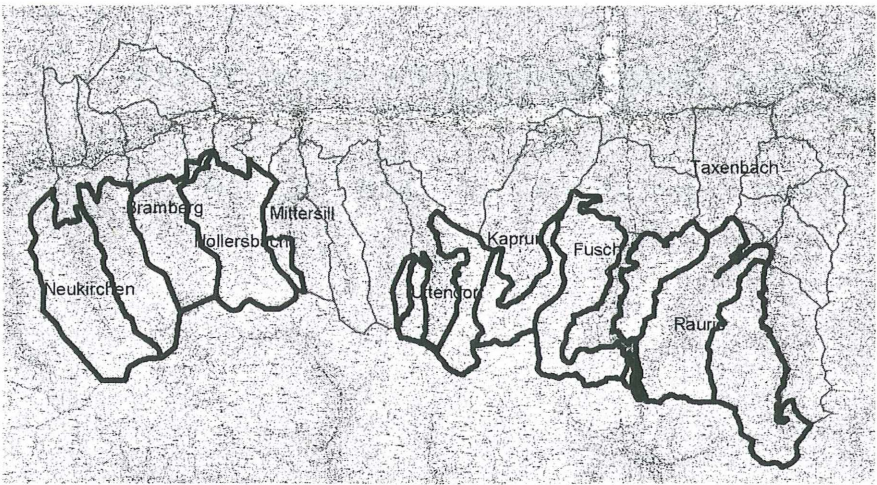 Taxenbach
Bramberg
Mittersill
Hollersbach
Kaprun
Fusch
Neukirchen
Uttendorf
Rauris